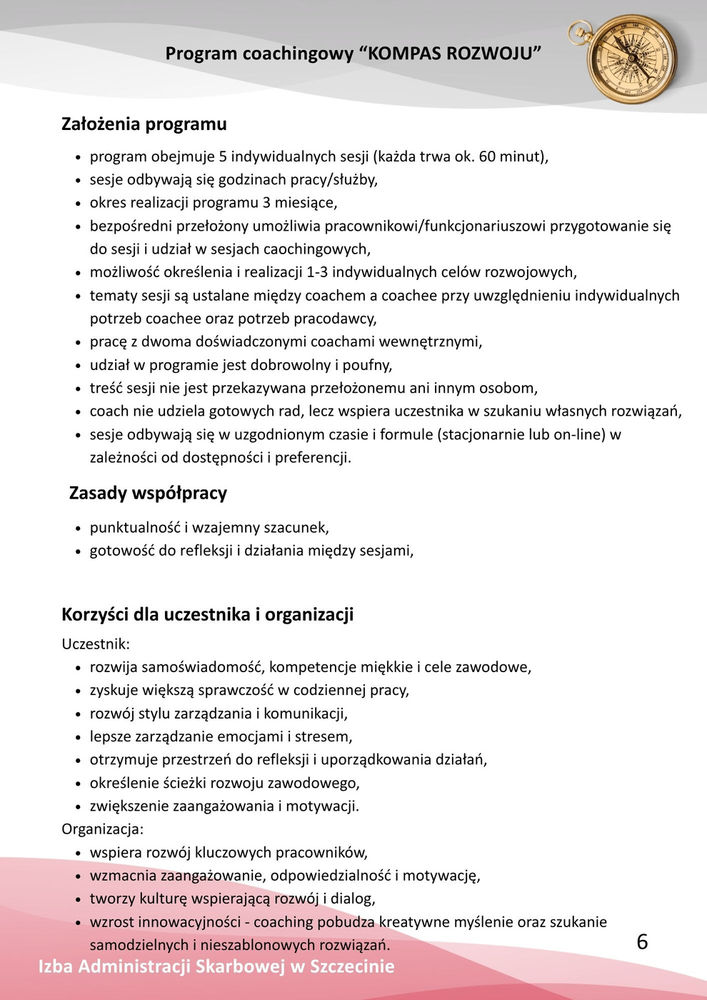 Program coachingowy “KOMPAS ROZWOJU”
Założenia programu
• program obejmuje 5 indywidualnych sesji (każda trwa ok. 60 minut),
• sesje odbywają się godzinach pracy/służby,
• okres realizacji programu 3 miesiące,
• bezpośredni przełożony umożliwia pracownikowi/funkcjonariuszowi przygotowanie się
do sesji i udział w sesjach caochingowych,
• możliwość określenia i realizacji 1-3 indywidualnych celów rozwojowych,
• tematy sesji są ustalane między coachem a coachee przy uwzględnieniu indywidualnych
potrzeb coachee oraz potrzeb pracodawcy,
• pracę z dwoma doświadczonymi coachami wewnętrznymi,
• udział w programie jest dobrowolny i poufny,
• treść sesji nie jest przekazywana przełożonemu ani innym osobom,
• coach nie udziela gotowych rad, lecz wspiera uczestnika w szukaniu własnych rozwiązań,
• sesje odbywają się w uzgodnionym czasie i formule (stacjonarnie lub on-line) w
zależności od dostępności i preferencji.
Zasady współpracy
• punktualność i wzajemny szacunek,
• gotowość do refleksji i działania między sesjami,
Korzyści dla uczestnika i organizacji
Uczestnik:
• rozwija samoświadomość, kompetencje miękkie i cele zawodowe,
• zyskuje większą sprawczość w codziennej pracy,
• rozwój stylu zarządzania i komunikacji,
• lepsze zarządzanie emocjami i stresem,
• otrzymuje przestrzeń do refleksji i uporządkowania działań,
• określenie ścieżki rozwoju zawodowego,
• zwiększenie zaangażowania i motywacji.
Organizacja:
• wspiera rozwój kluczowych pracowników,
• wzmacnia zaangażowanie, odpowiedzialność i motywację,
• tworzy kulturę wspierającą rozwój i dialog,
• wzrost innowacyjności - coaching pobudza kreatywne myślenie oraz szukanie
samodzielnych i nieszablonowych rozwiązań.
6
Izba Administracji Skarbowej w Szczecinie